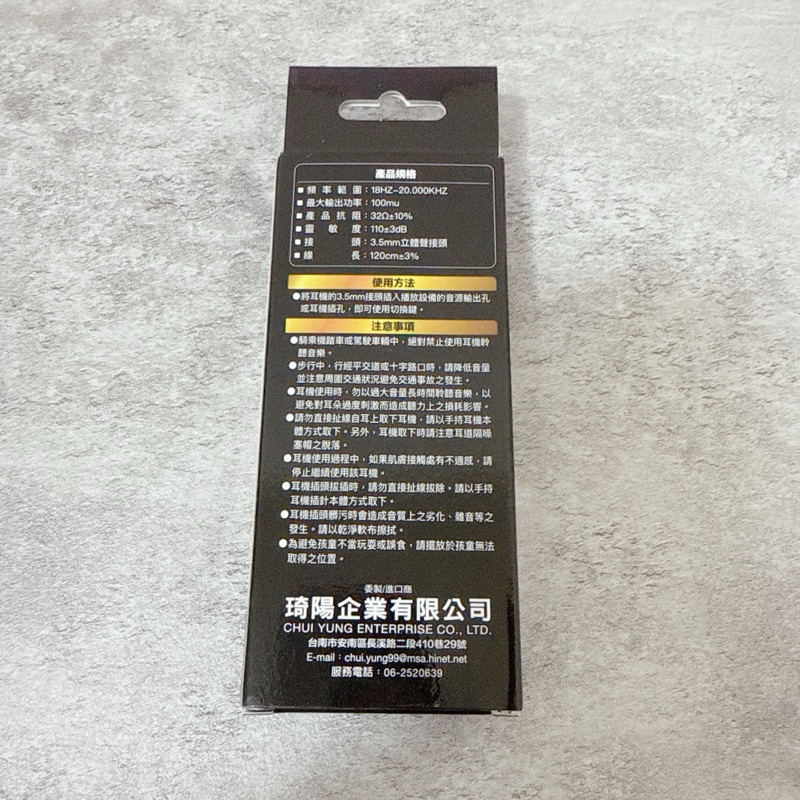 產品規格
■頻率範圍：18HZ~20.000KHZ
■最大輸出功率：100mu
■產品抗阻：32Ω±10%
■靈敏度：110±3dB
■接頭：3.5mm立體聲接頭
■線長：120cm±3%
使用方法
●將耳機的3.5mm接頭插入播放設備的音源輸出孔
或耳機插孔，即可使用切換鍵。
注意事項
●騎乘機踏車或駕駛車輛中，絕對禁止使用耳機聆
聽音樂。
●步行中，行經平交道或十字路口時，請降低音量
並注意周圍交通狀況避免交通事故之發生。
●耳機使用時，勿以過大音量長時間聆聽音樂，以
避免對耳朵過度刺激而造成聽力上之損耗影響。
●請勿直接扯線自耳上取下耳機，請以手持耳機本
體方式取下。另外，耳機取下時請注意耳道隔噪
塞帽之脫落。
●耳機使用過程中，如果肌膚接觸處有不適感，請
停止繼續使用該耳機。
●耳機插頭拔插時，請勿直接扯線拔除。請以手持
耳機插針本體方式取下。
●耳機插頭髒污時會造成音質上之劣化、雜音等之
發生。請以乾淨軟布擦拭。
●為避免孩童不當玩耍或誤食，請擺放於孩童無法
取得之位置。
委製/進口商
琦陽企業有限公司
CHUI YUNG ENTERPRISE CO., LTD.
台南市安南區長溪路二段410巷29號
E-mail：chui.yung99@msa.hinet.net
服務電話：06-2520639